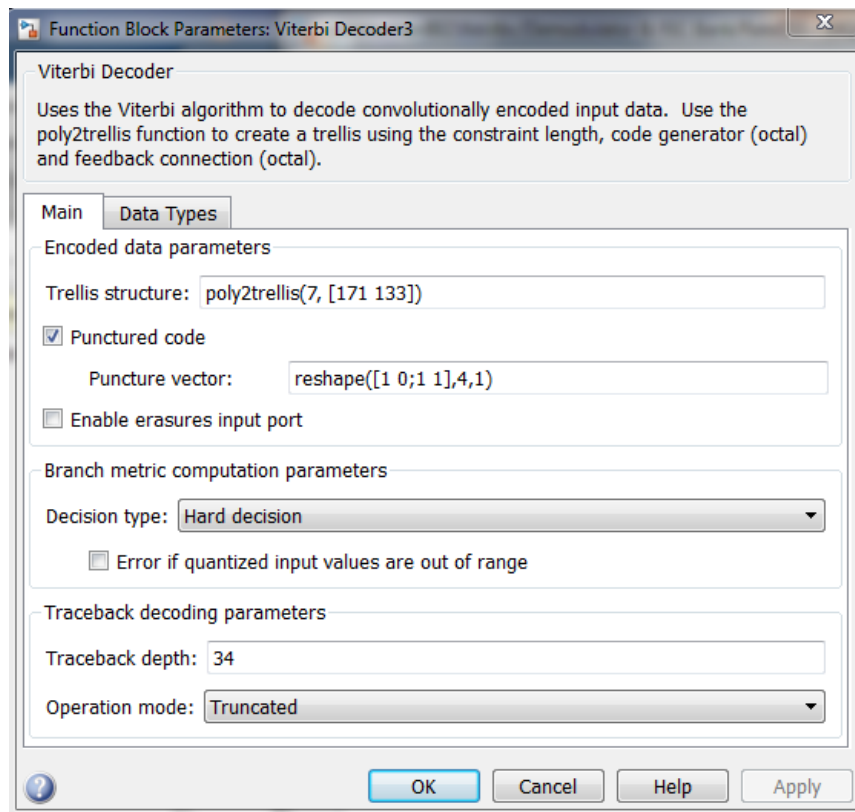 Function Block Parameters: Viterbi Decoder3
Viterbi Decoder
Uses the Viterbi algorithm to decode convolutionally encoded input data.  Use the
poly2trellis function to create a trellis using the constraint length, code generator (octal)
and feedback connection (octal).
Main Data Types
Encoded data parameters
Trellis structure: poly2trellis(7, [171 133])
Punctured code
Puncture vector: reshape([1 0;1 1],4,1)
Enable erasures input port
Branch metric computation parameters
Decision type: Hard decision
Error if quantized input values are out of range
Traceback decoding parameters
Traceback depth: 34
Operation mode: Truncated
OK Cancel Help Apply